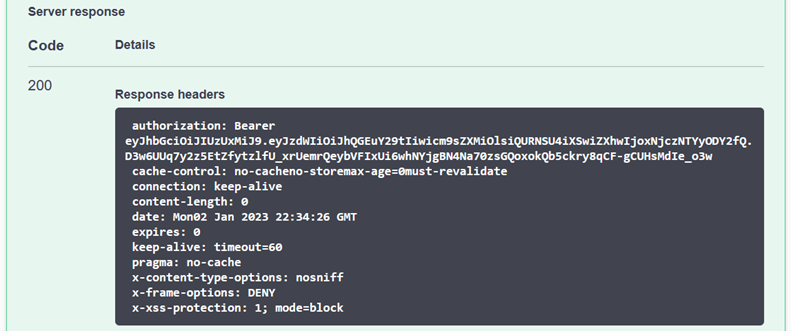 Server response
Code Details
200
Response headers
authorization: Bearer
eyJhbGciOiJIUzUxMiJ9.eyJzdWIiOiJhQGEuY29tIiwicm9sZXMiOlsiQURNSU4iXSwiZXhwIjoxNjczNTYyODY2fQ.
D3w6UUq7y2z5EtZfytzlfU_xrUemrQeybVFIxUi6whNYjgBN4Na70zsGQoxokQb5ckry8qCF-gCUHsMdIe_o3w
cache-control: no-cacheno-storemax-age=0must-revalidate
connection: keep-alive
content-length: 0
date: Mon02 Jan 2023 22:34:26 GMT
expires: 0
keep-alive: timeout=60
pragma: no-cache
x-content-type-options: nosniff
x-frame-options: DENY
x-xss-protection: 1; mode=block